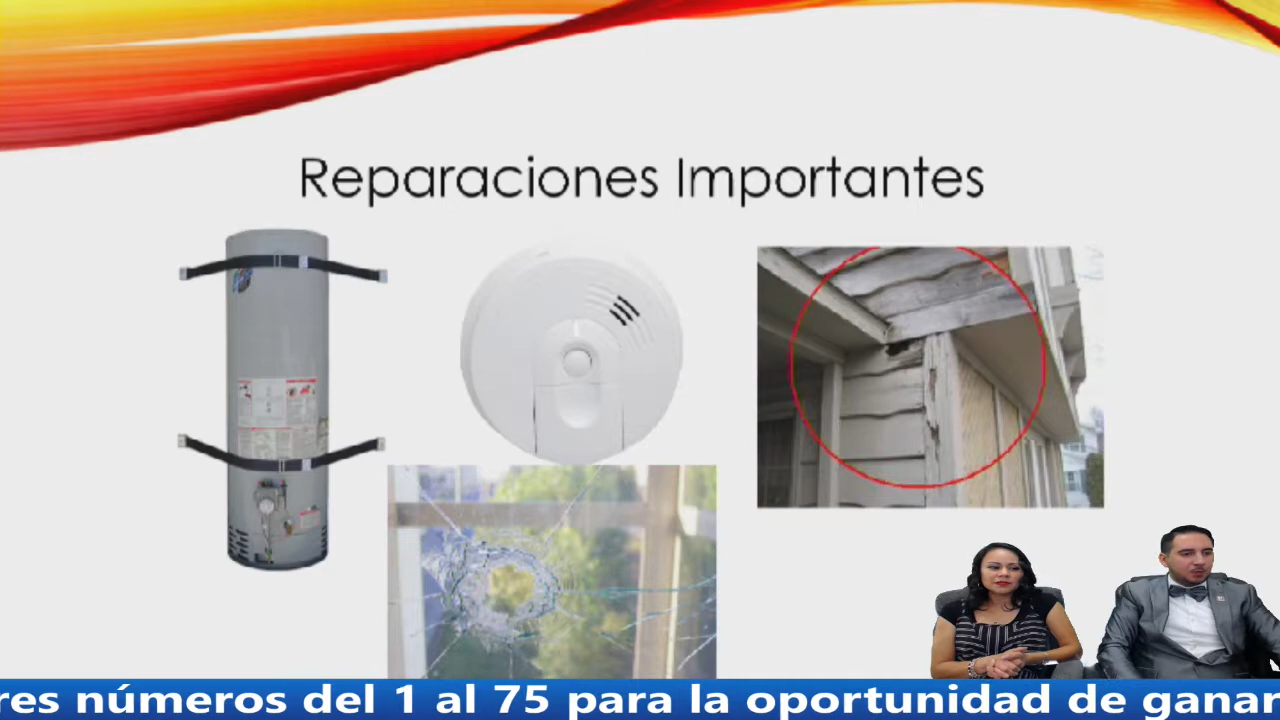 Reparaciones Importantes
res números del 1 al 75 para la oportunidad de ganar